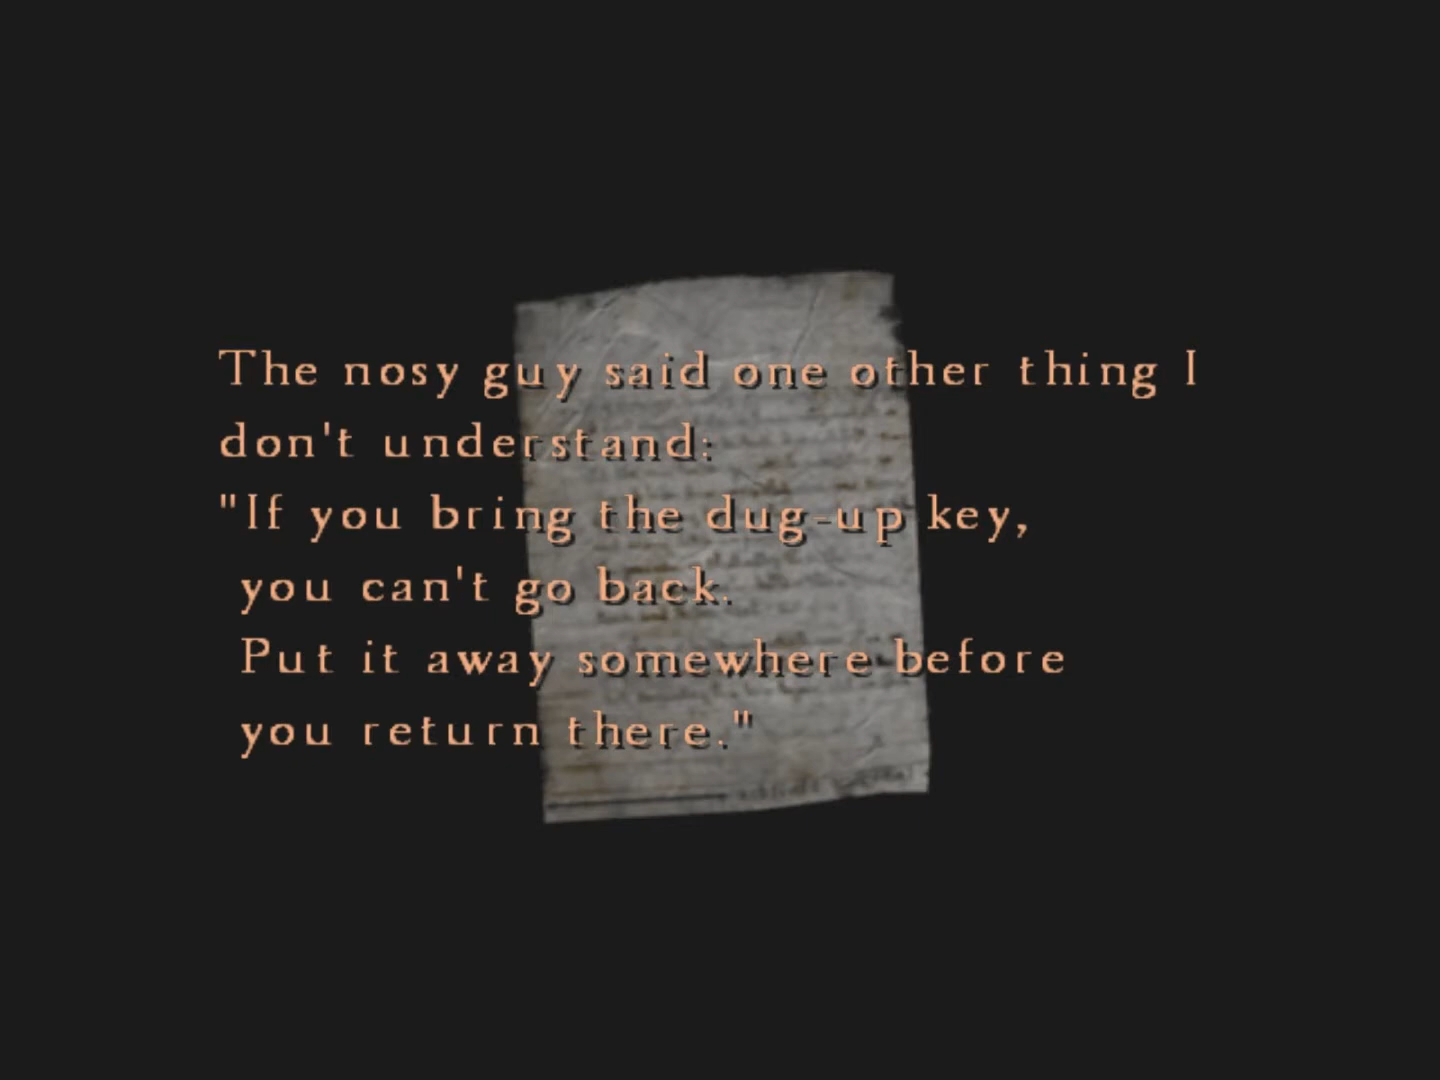 The nosy guy said one other thing I
don't understand:
"If you bring the dug-up key,
you can't go back.
Put it away somewhere before
you return there."